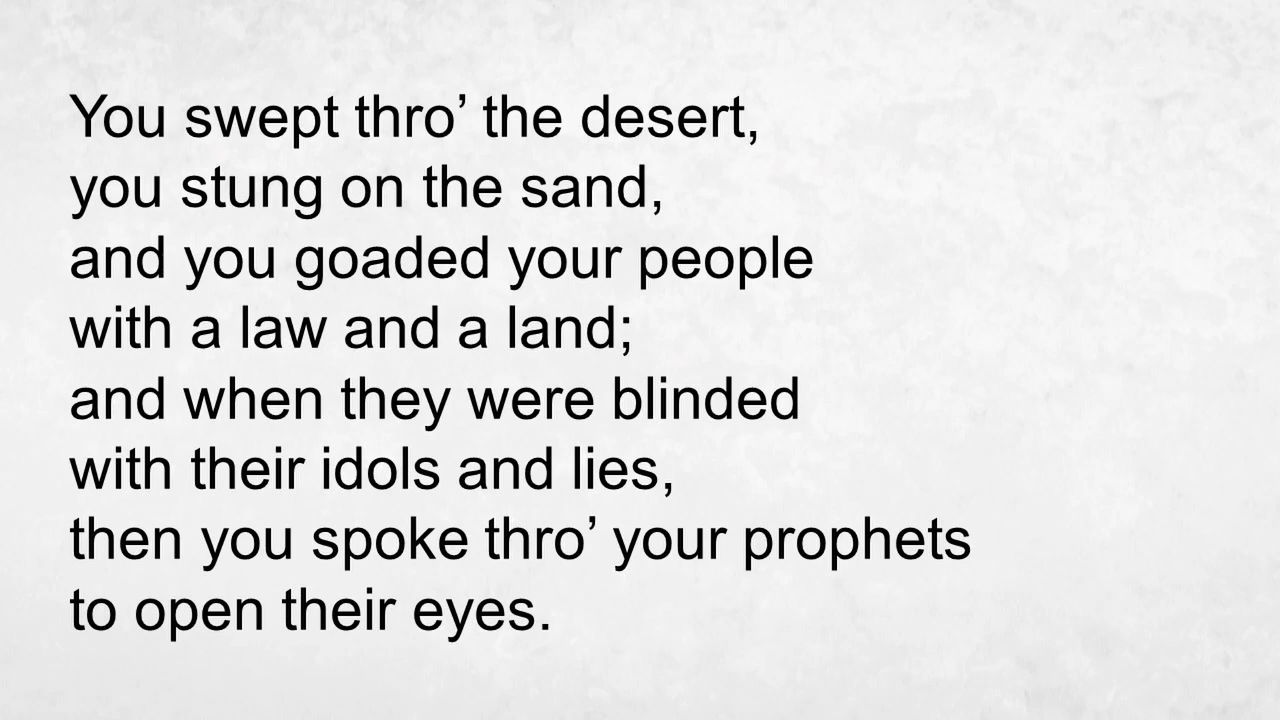 You swept thro’ the desert,
you stung on the sand,
and you goaded your people
with a law and a land;
and when they were blinded
with their idols and lies,
then you spoke thro’ your prophets
to open their eyes.